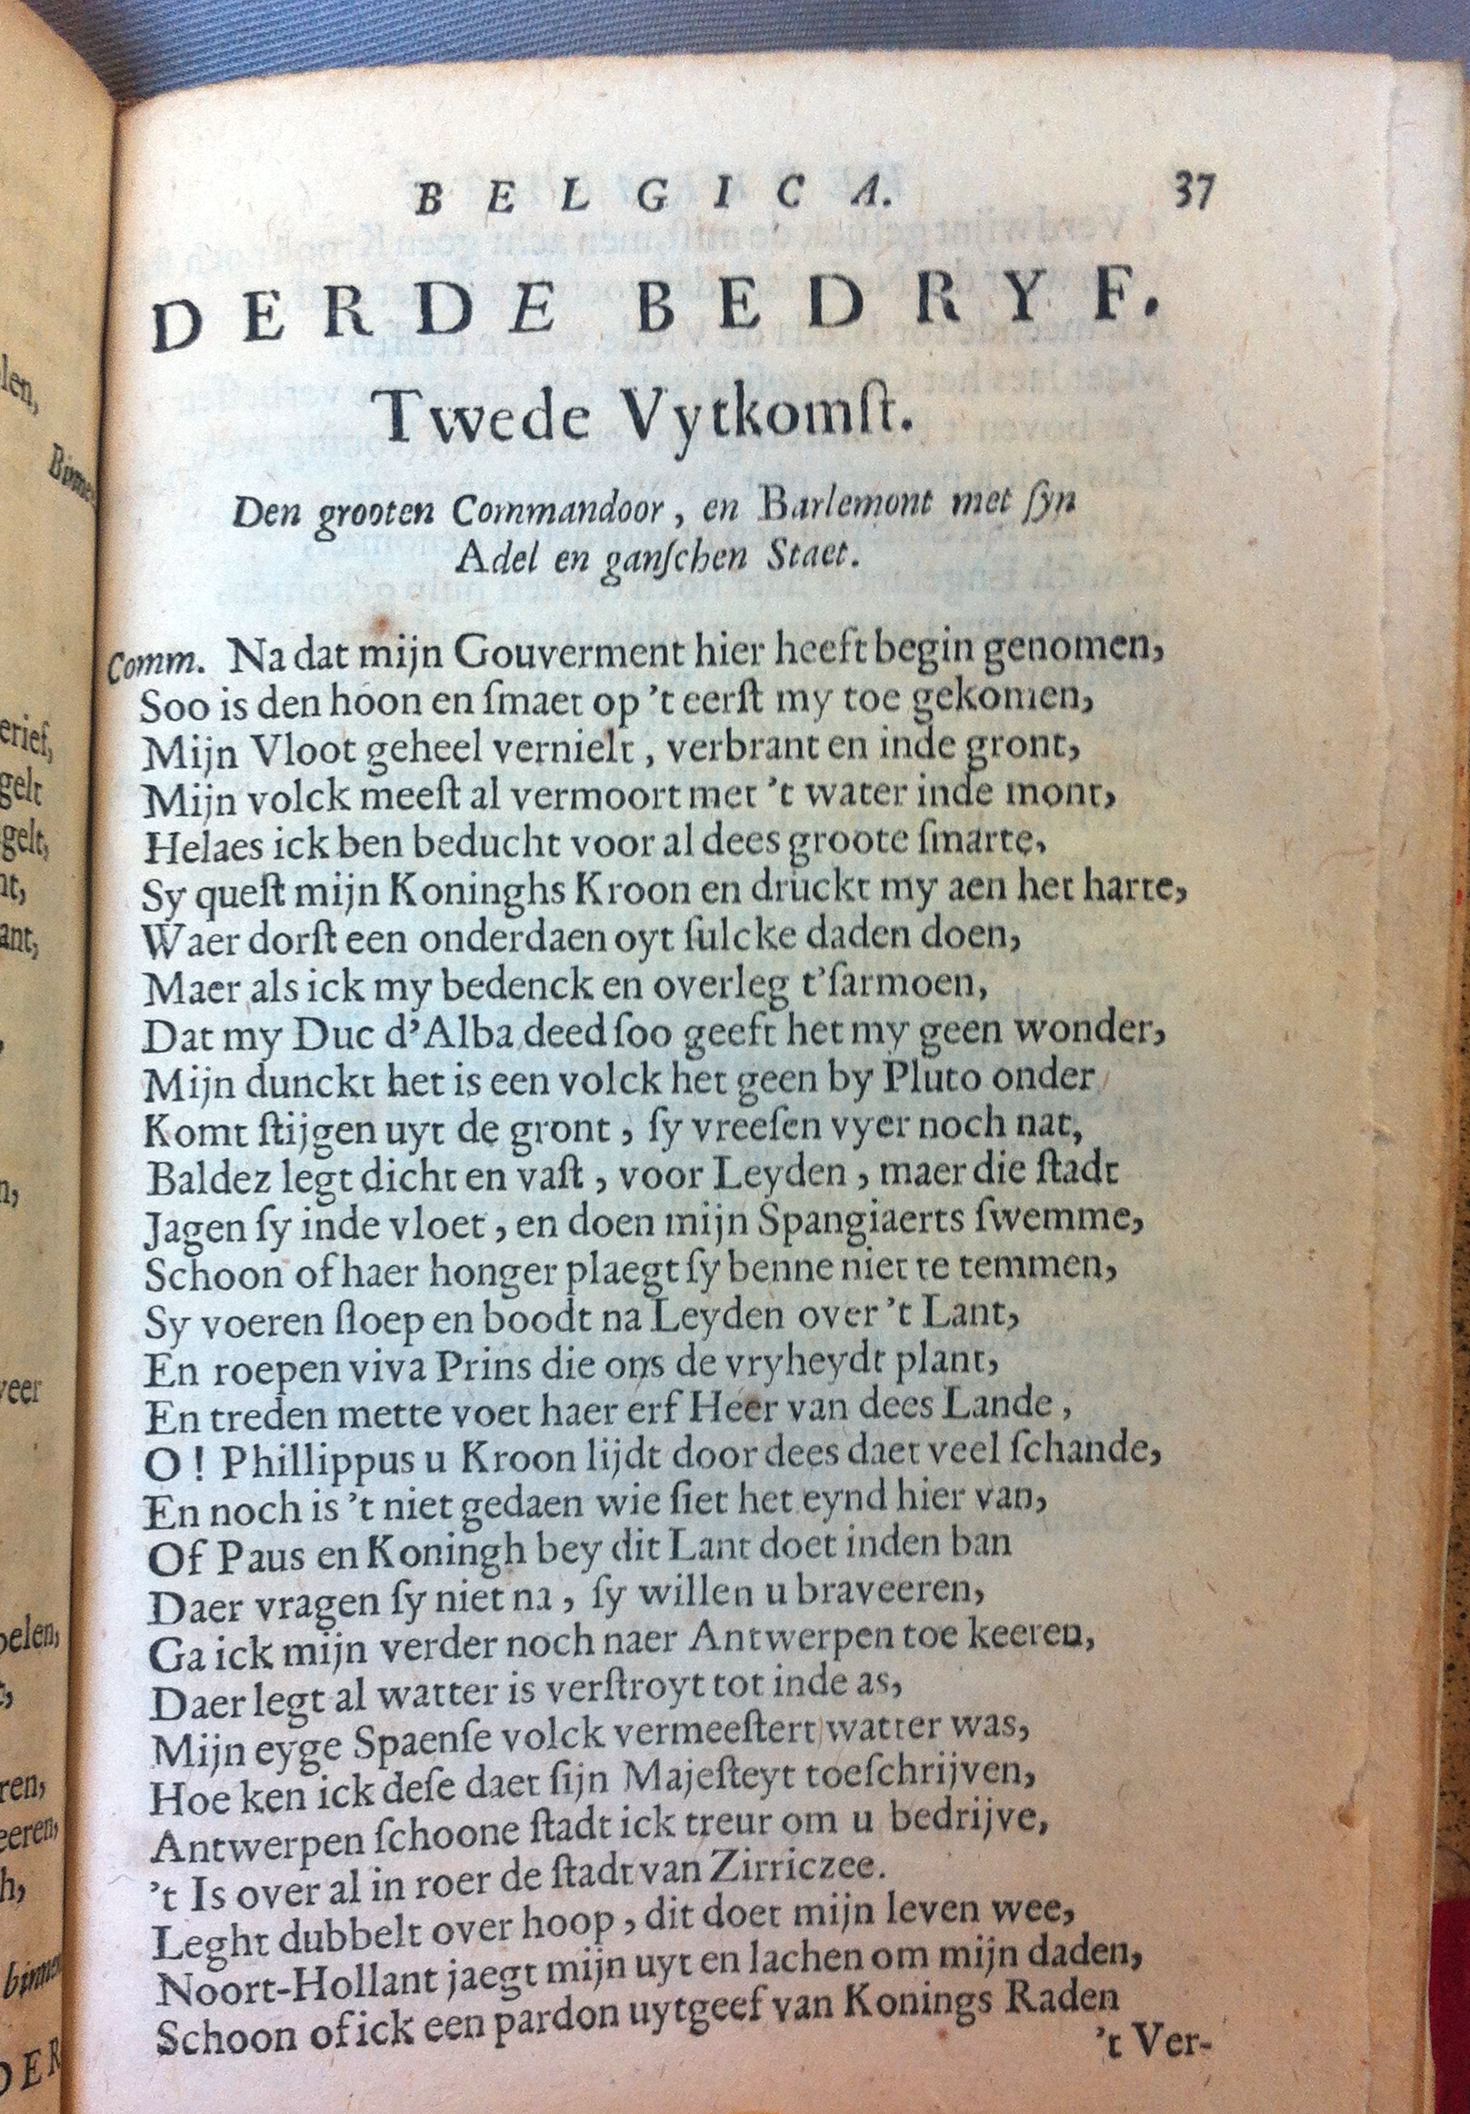 BELGICA. 37
DERDE BEDRYF.
Twede Vytkomſt.
Den grooten Commandoor, en Barlemont met ſyn
Adel en ganſchen Staet.
Comm. Na dat mijn Gouverment hier heeft begin genomen,
Soo is den hoon en ſmaet op 't eerſt my toe gekomen,
Mijn Vloot geheel vernielt, verbrant en inde gront,
Mijn volck meeſt al vermoort met 't water inde mont,
Helaes ick ben beducht voor al dees groote ſmarte,
Sy queſt mijn Koninghs Kroon en druckt my aen het harte,
Waer dorſt een onderdaen oyt ſulcke daden doen,
Maer als ick my bedenck en overleg t'ſarmoen,
Dat my Duc d'Alba deed ſoo geeft het my geen wonder,
Mijn dunckt het is een volck het geen by Pluto onder
Komt ſtijgen uyt de gront, ſy vreeſen vyer noch nat,
Baldez legt dicht en vaſt, voor Leyden, maer die ſtadt
Jagen ſy inde vloet, en doen mijn Spangiaerts ſwemme,
Schoon of haer honger plaegt ſy benne niet te temmen,
Sy voeren ſloep en boodt na Leyden over 't Lant,
En roepen viva Prins die ons de vryheydt plant,
En treden mette voet haer erf Heer van dees Lande,
O! Phillippus u Kroon lijdt door dees daet veel ſchande,
En noch is 't niet gedaen wie ſiet het eynd hier van,
Of Paus en Koningh bey dit Lant doet inden ban
Daer vragen ſy niet na, ſy willen u braveeren,
Ga ick mijn verder noch naer Antwerpen toe keeren,
Daer legt al watter is verſtroyt tot inde as,
Mijn eyge Spaenſe volck vermeeſtert watter was,
Hoe ken ick deſe daet ſijn Majeſteyt toeſchrijven,
Antwerpen ſchoone ſtadt ick treur om u bedrijve,
't Is over al in roer de ſtadt van Zirriczee.
Leght dubbelt over hoop, dit doet mijn leven wee,
Noort-Hollant jaegt mijn uyt en lachen om mijn daden,
Schoon of ick een pardon uytgeef van Konings Raden
't Ver-